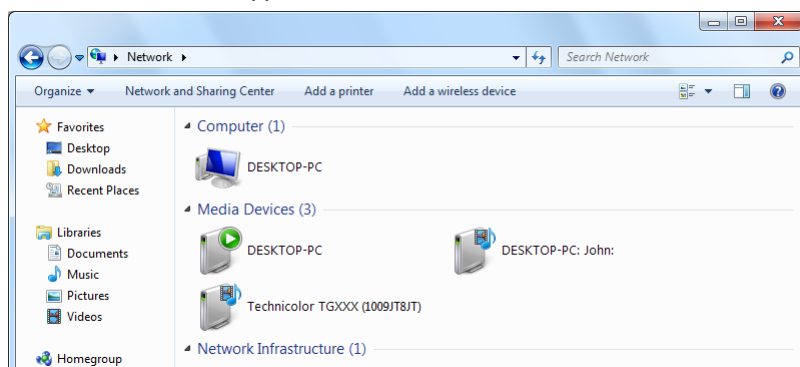 Network
Search Network
Organize
Network and Sharing Center
Add a printer
Add a wireless device
Favorites
Desktop
Downloads
Recent Places
Libraries
Documents
Music
Pictures
Videos
Homegroup
Computer (1)
DESKTOP-PC
Media Devices (3)
DESKTOP-PC
DESKTOP-PC: John:
Technicolor TGXXX (1009JT8JT)
Network Infrastructure (1)